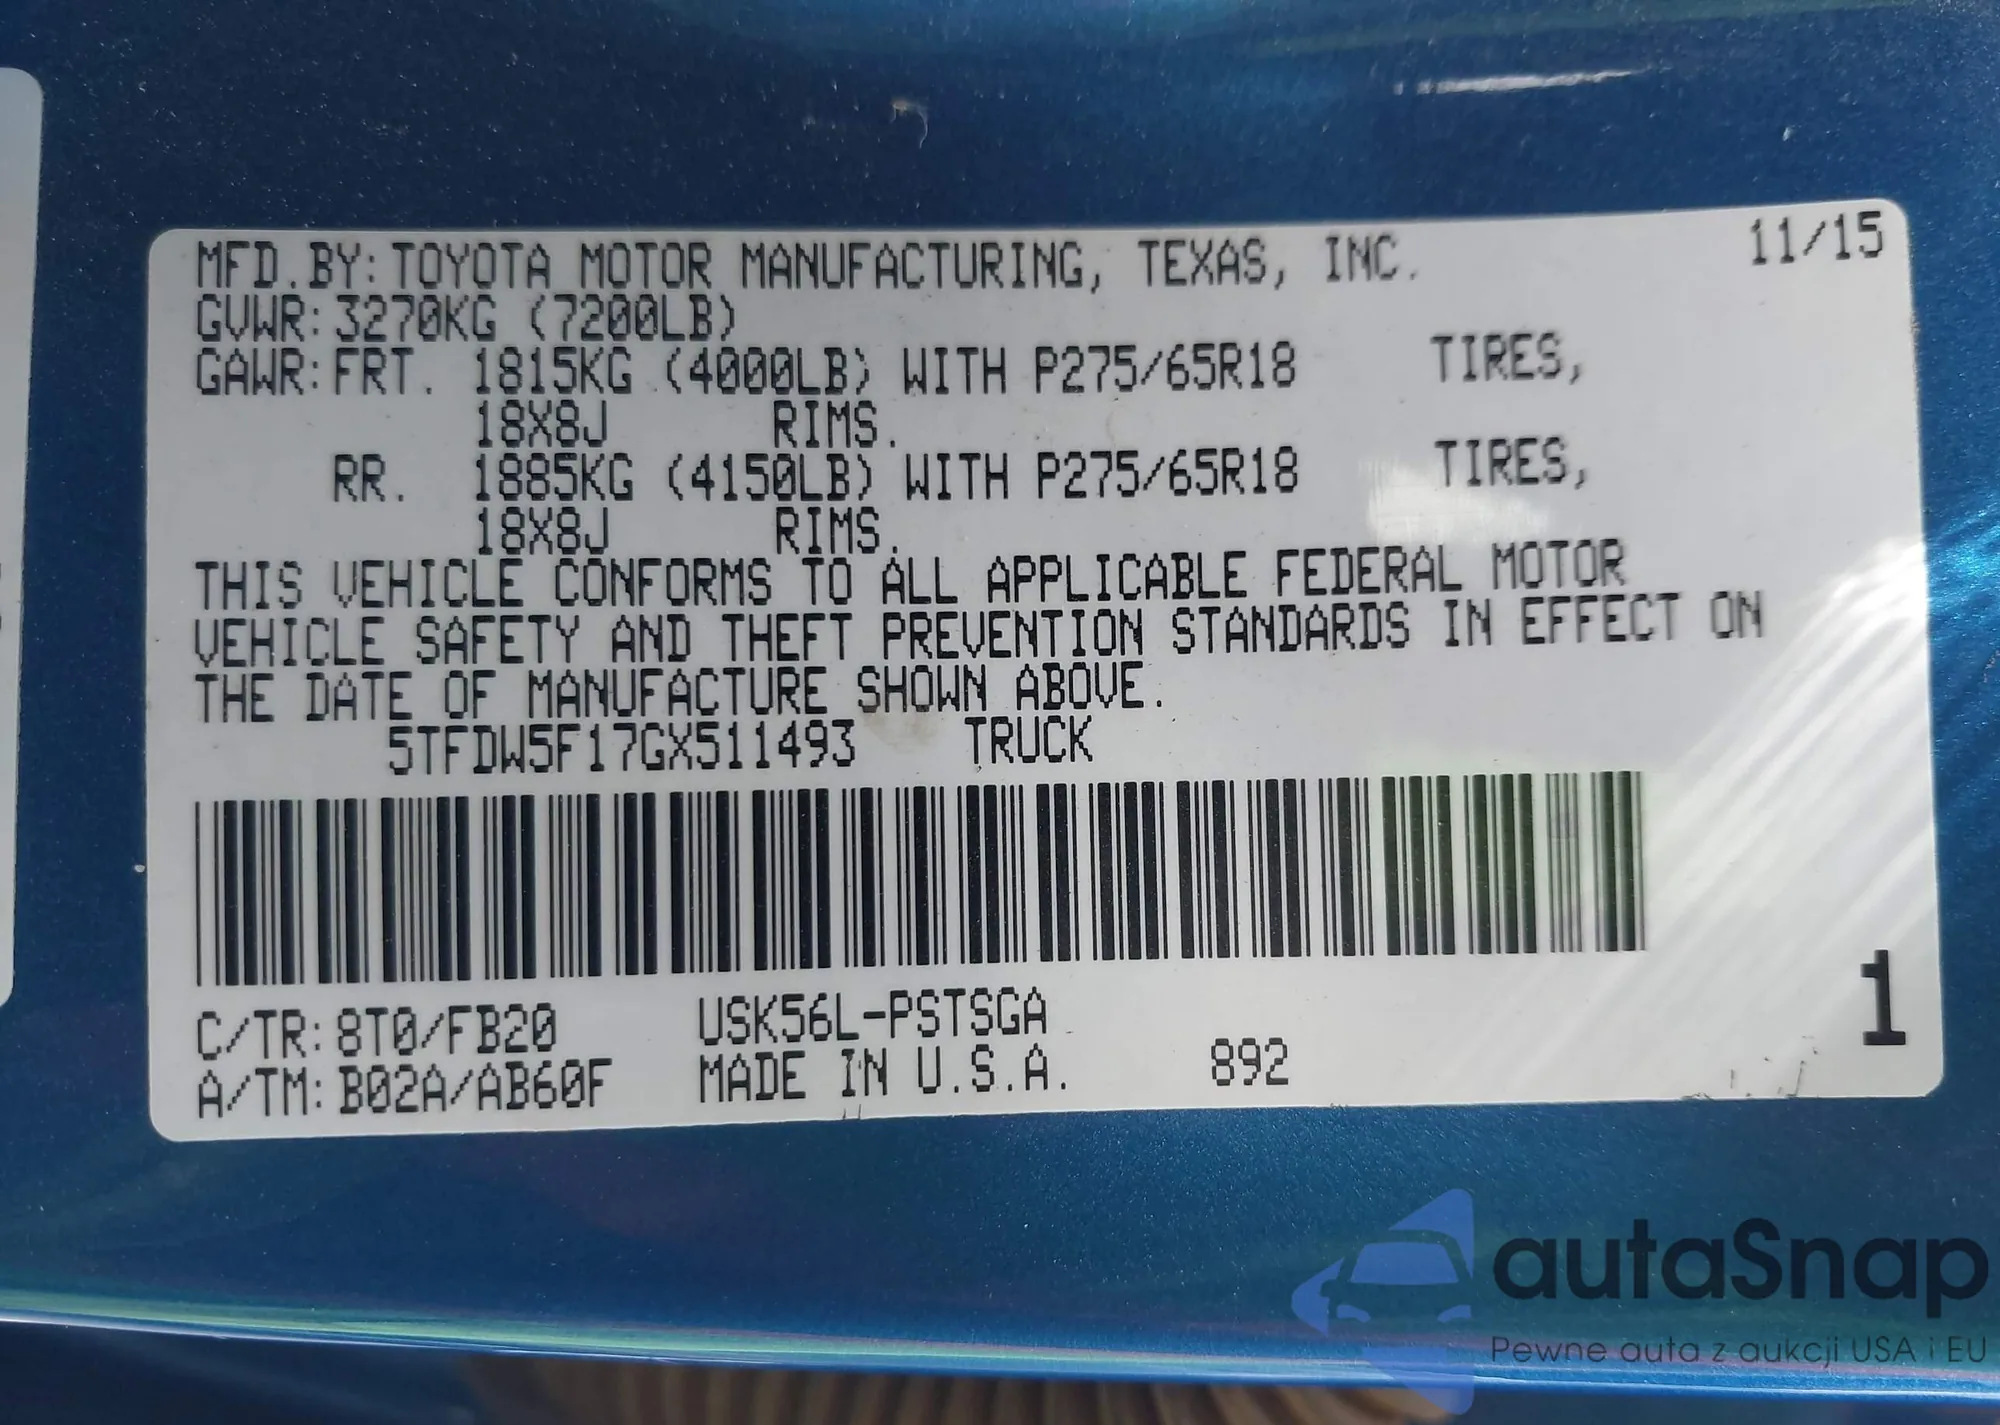 MFD.BY:TOYOTA MOTOR MANUFACTURING, TEXAS, INC. 11/15
GVWR:3270KG (7200LB)
GAWR:FRT. 1815KG (4000LB) WITH P275/65R18 TIRES,
18X8J RIMS.
RR. 1885KG (4150LB) WITH P275/65R18 TIRES,
18X8J RIMS.
THIS VEHICLE CONFORMS TO ALL APPLICABLE FEDERAL MOTOR
VEHICLE SAFETY AND THEFT PREVENTION STANDARDS IN EFFECT ON
THE DATE OF MANUFACTURE SHOWN ABOVE.
5TFDW5F17GX511493 TRUCK
C/TR:8T0/FB20 USK56L-PSTSGA
A/TM:B02A/AB60F MADE IN U.S.A. 892
1
autaSnap
Pewne auta z aukcji USA i EU